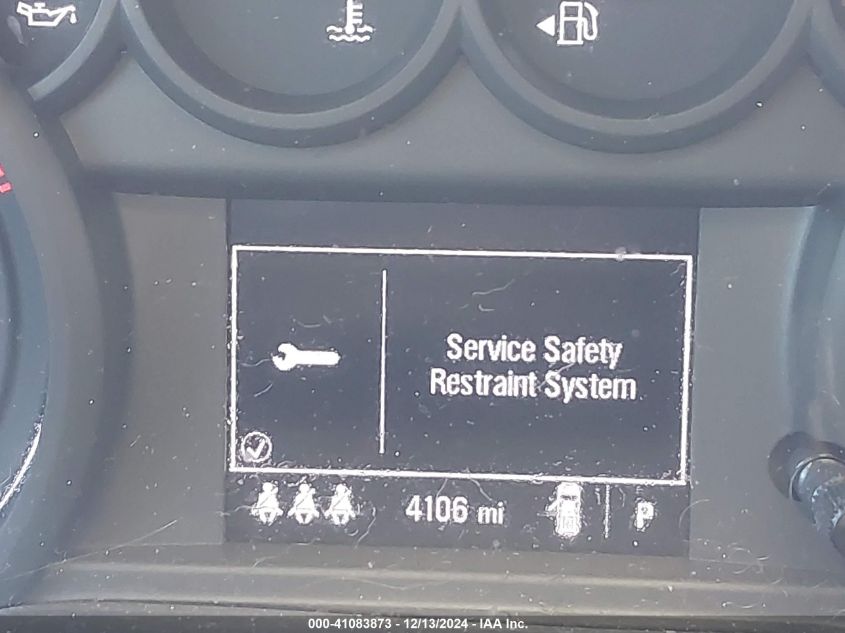 Service Safety
Restraint System
4106 mi
P
000-41083873 - 12/13/2024 - IAA Inc.